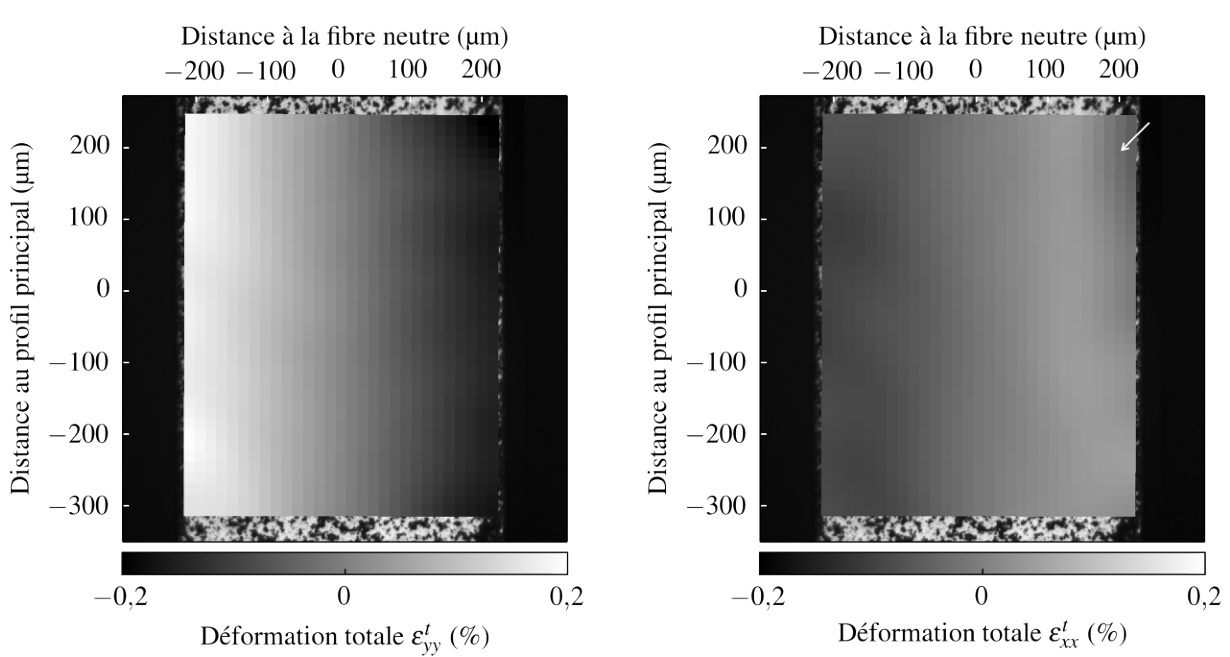 Distance à la fibre neutre (μm)
−200 −100 0 100 200
Distance au profil principal (μm)
200
100
0
−100
−200
−300
−0,2 0 0,2
Déformation totale εᵗyy (%)
Distance à la fibre neutre (μm)
−200 −100 0 100 200
Distance au profil principal (μm)
200
100
0
−100
−200
−300
−0,2 0 0,2
Déformation totale εᵗxx (%)